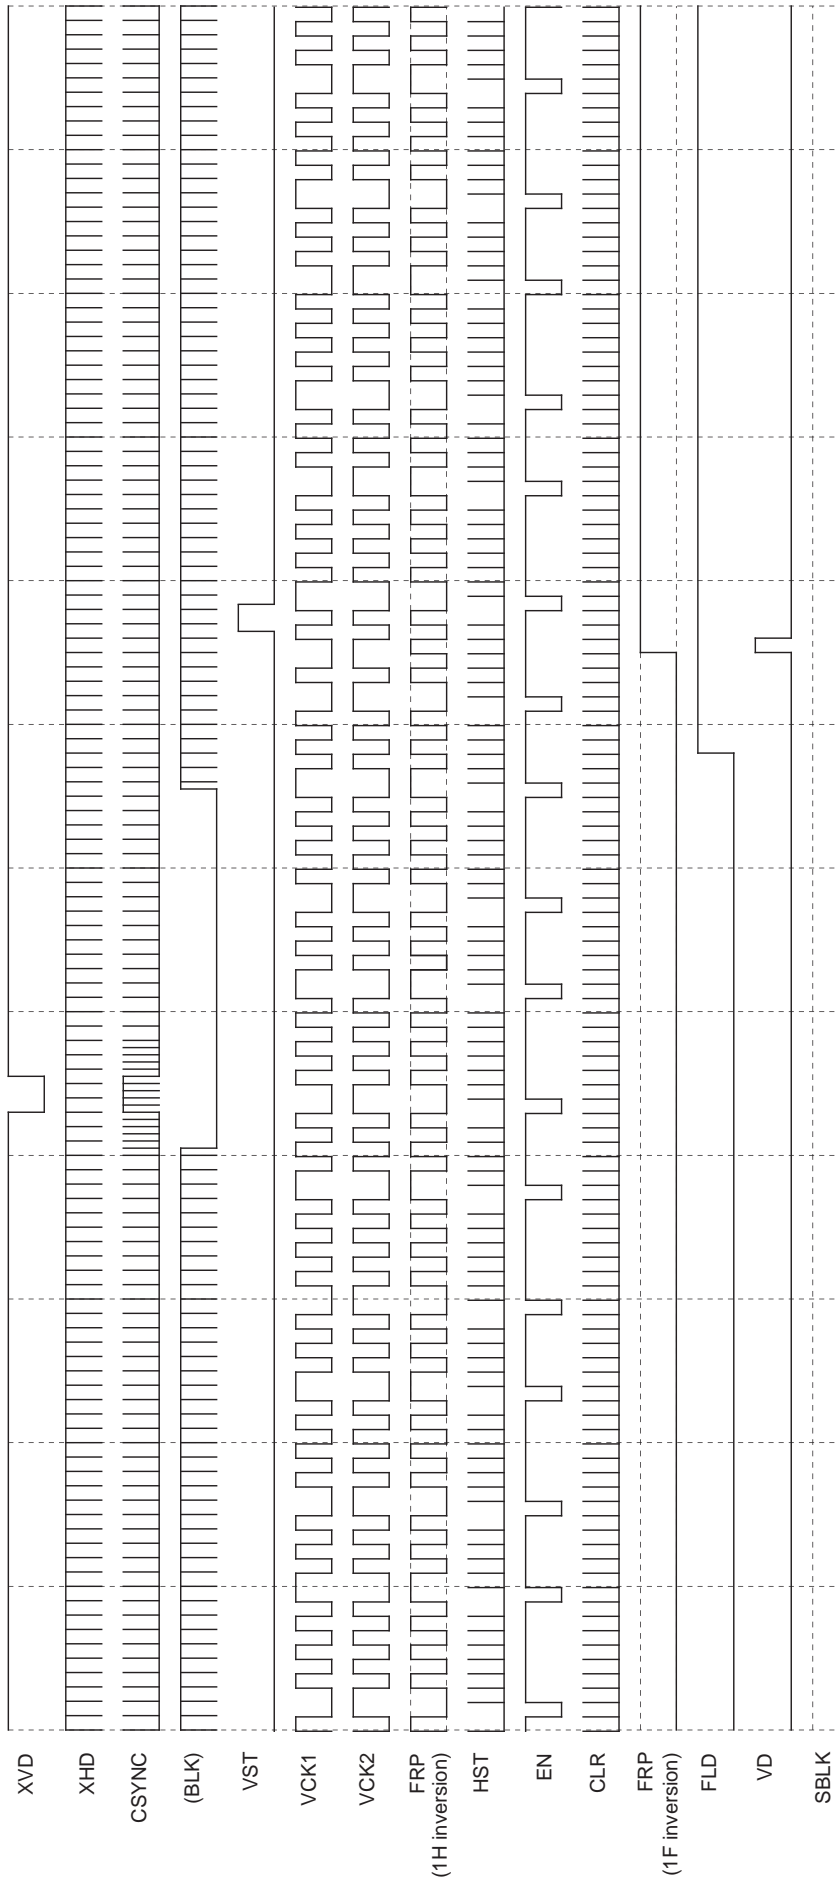 XVD
XHD
CSYNC
(BLK)
VST
VCK1
VCK2
FRP
(1H inversion)
HST
EN
CLR
FRP
(1F inversion)
FLD
VD
SBLK